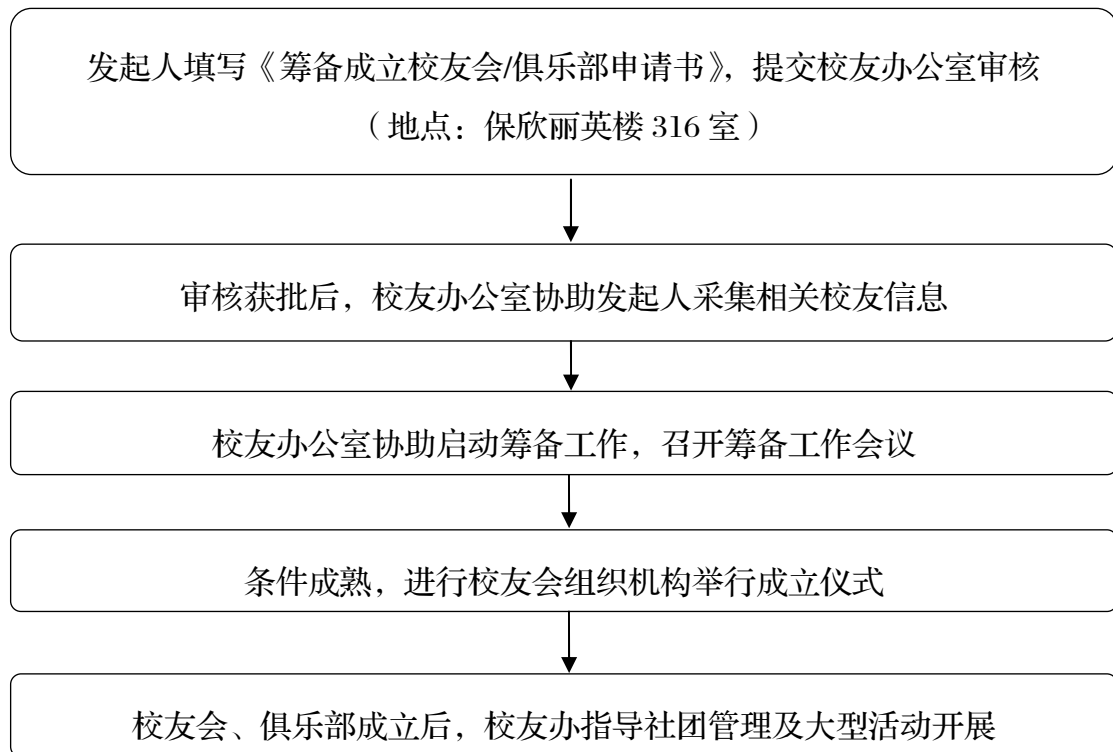 发起人填写《筹备成立校友会/俱乐部申请书》，提交校友办公室审核
（地点：保欣丽英楼 316 室）
审核获批后，校友办公室协助发起人采集相关校友信息
校友办公室协助启动筹备工作，召开筹备工作会议
条件成熟，进行校友会组织机构举行成立仪式
校友会、俱乐部成立后，校友办指导社团管理及大型活动开展